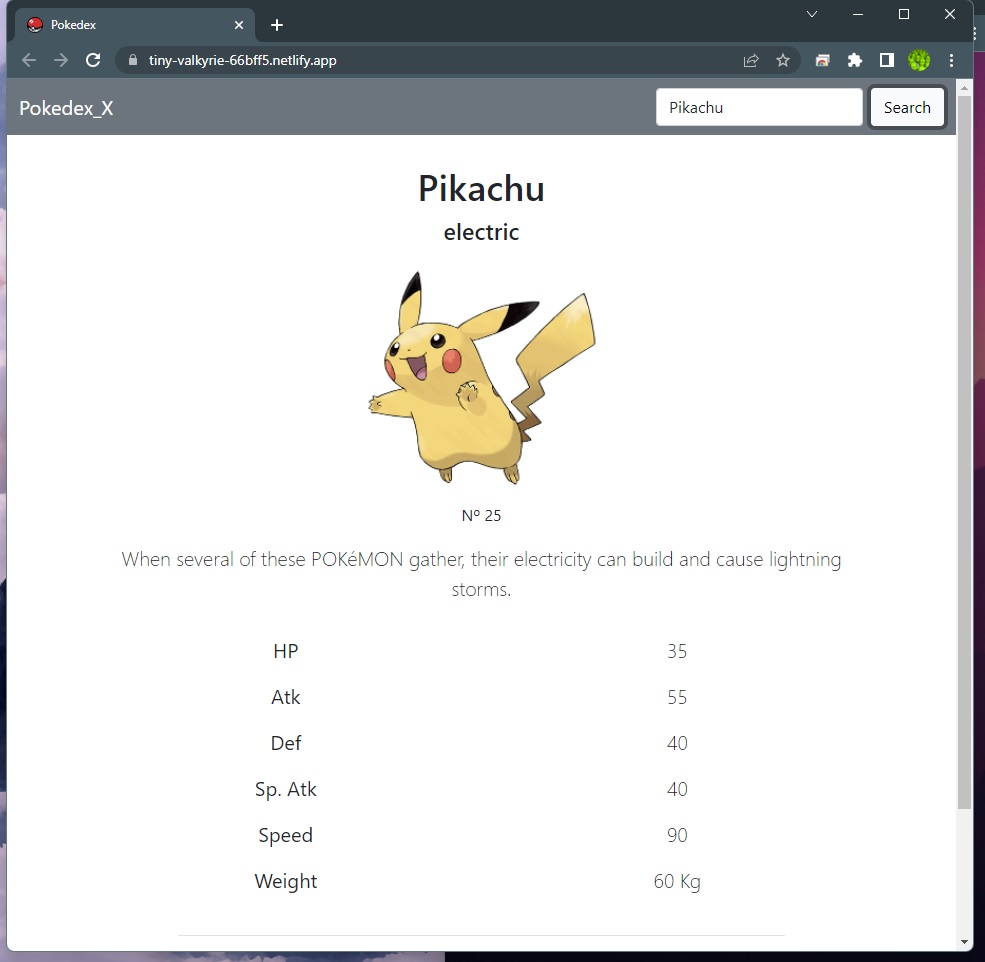 Pokedex
tiny-valkyrie-66bff5.netlify.app
Pokedex_X
Pikachu
Search
Pikachu
electric
Nº 25
When several of these POKéMON gather, their electricity can build and cause lightning
storms.
HP 35
Atk 55
Def 40
Sp. Atk 40
Speed 90
Weight 60 Kg